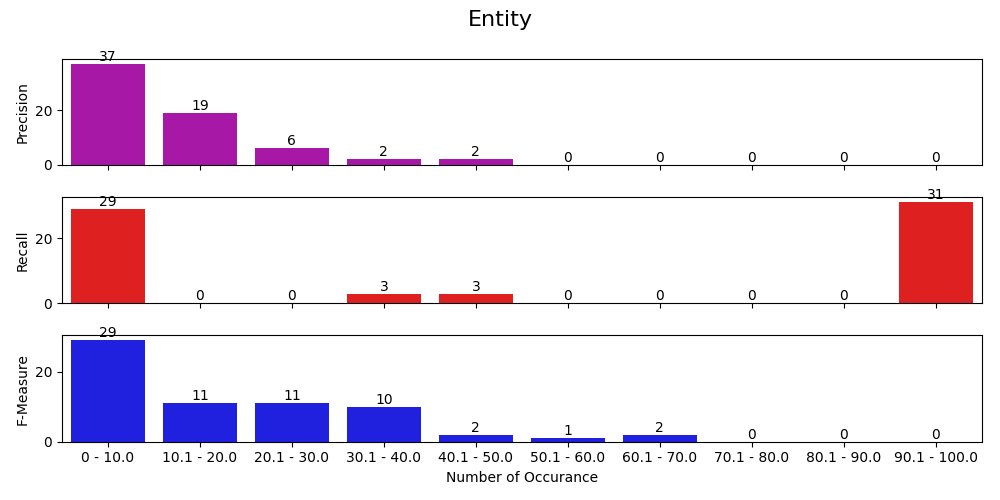 Entity
Precision
20
0
37
19
6
2
2
0
0
0
0
0
Recall
20
0
29
0
0
3
3
0
0
0
0
31
F-Measure
20
0
29
11
11
10
2
1
2
0
0
0
0 - 10.0
10.1 - 20.0
20.1 - 30.0
30.1 - 40.0
40.1 - 50.0
50.1 - 60.0
60.1 - 70.0
70.1 - 80.0
80.1 - 90.0
90.1 - 100.0
Number of Occurance